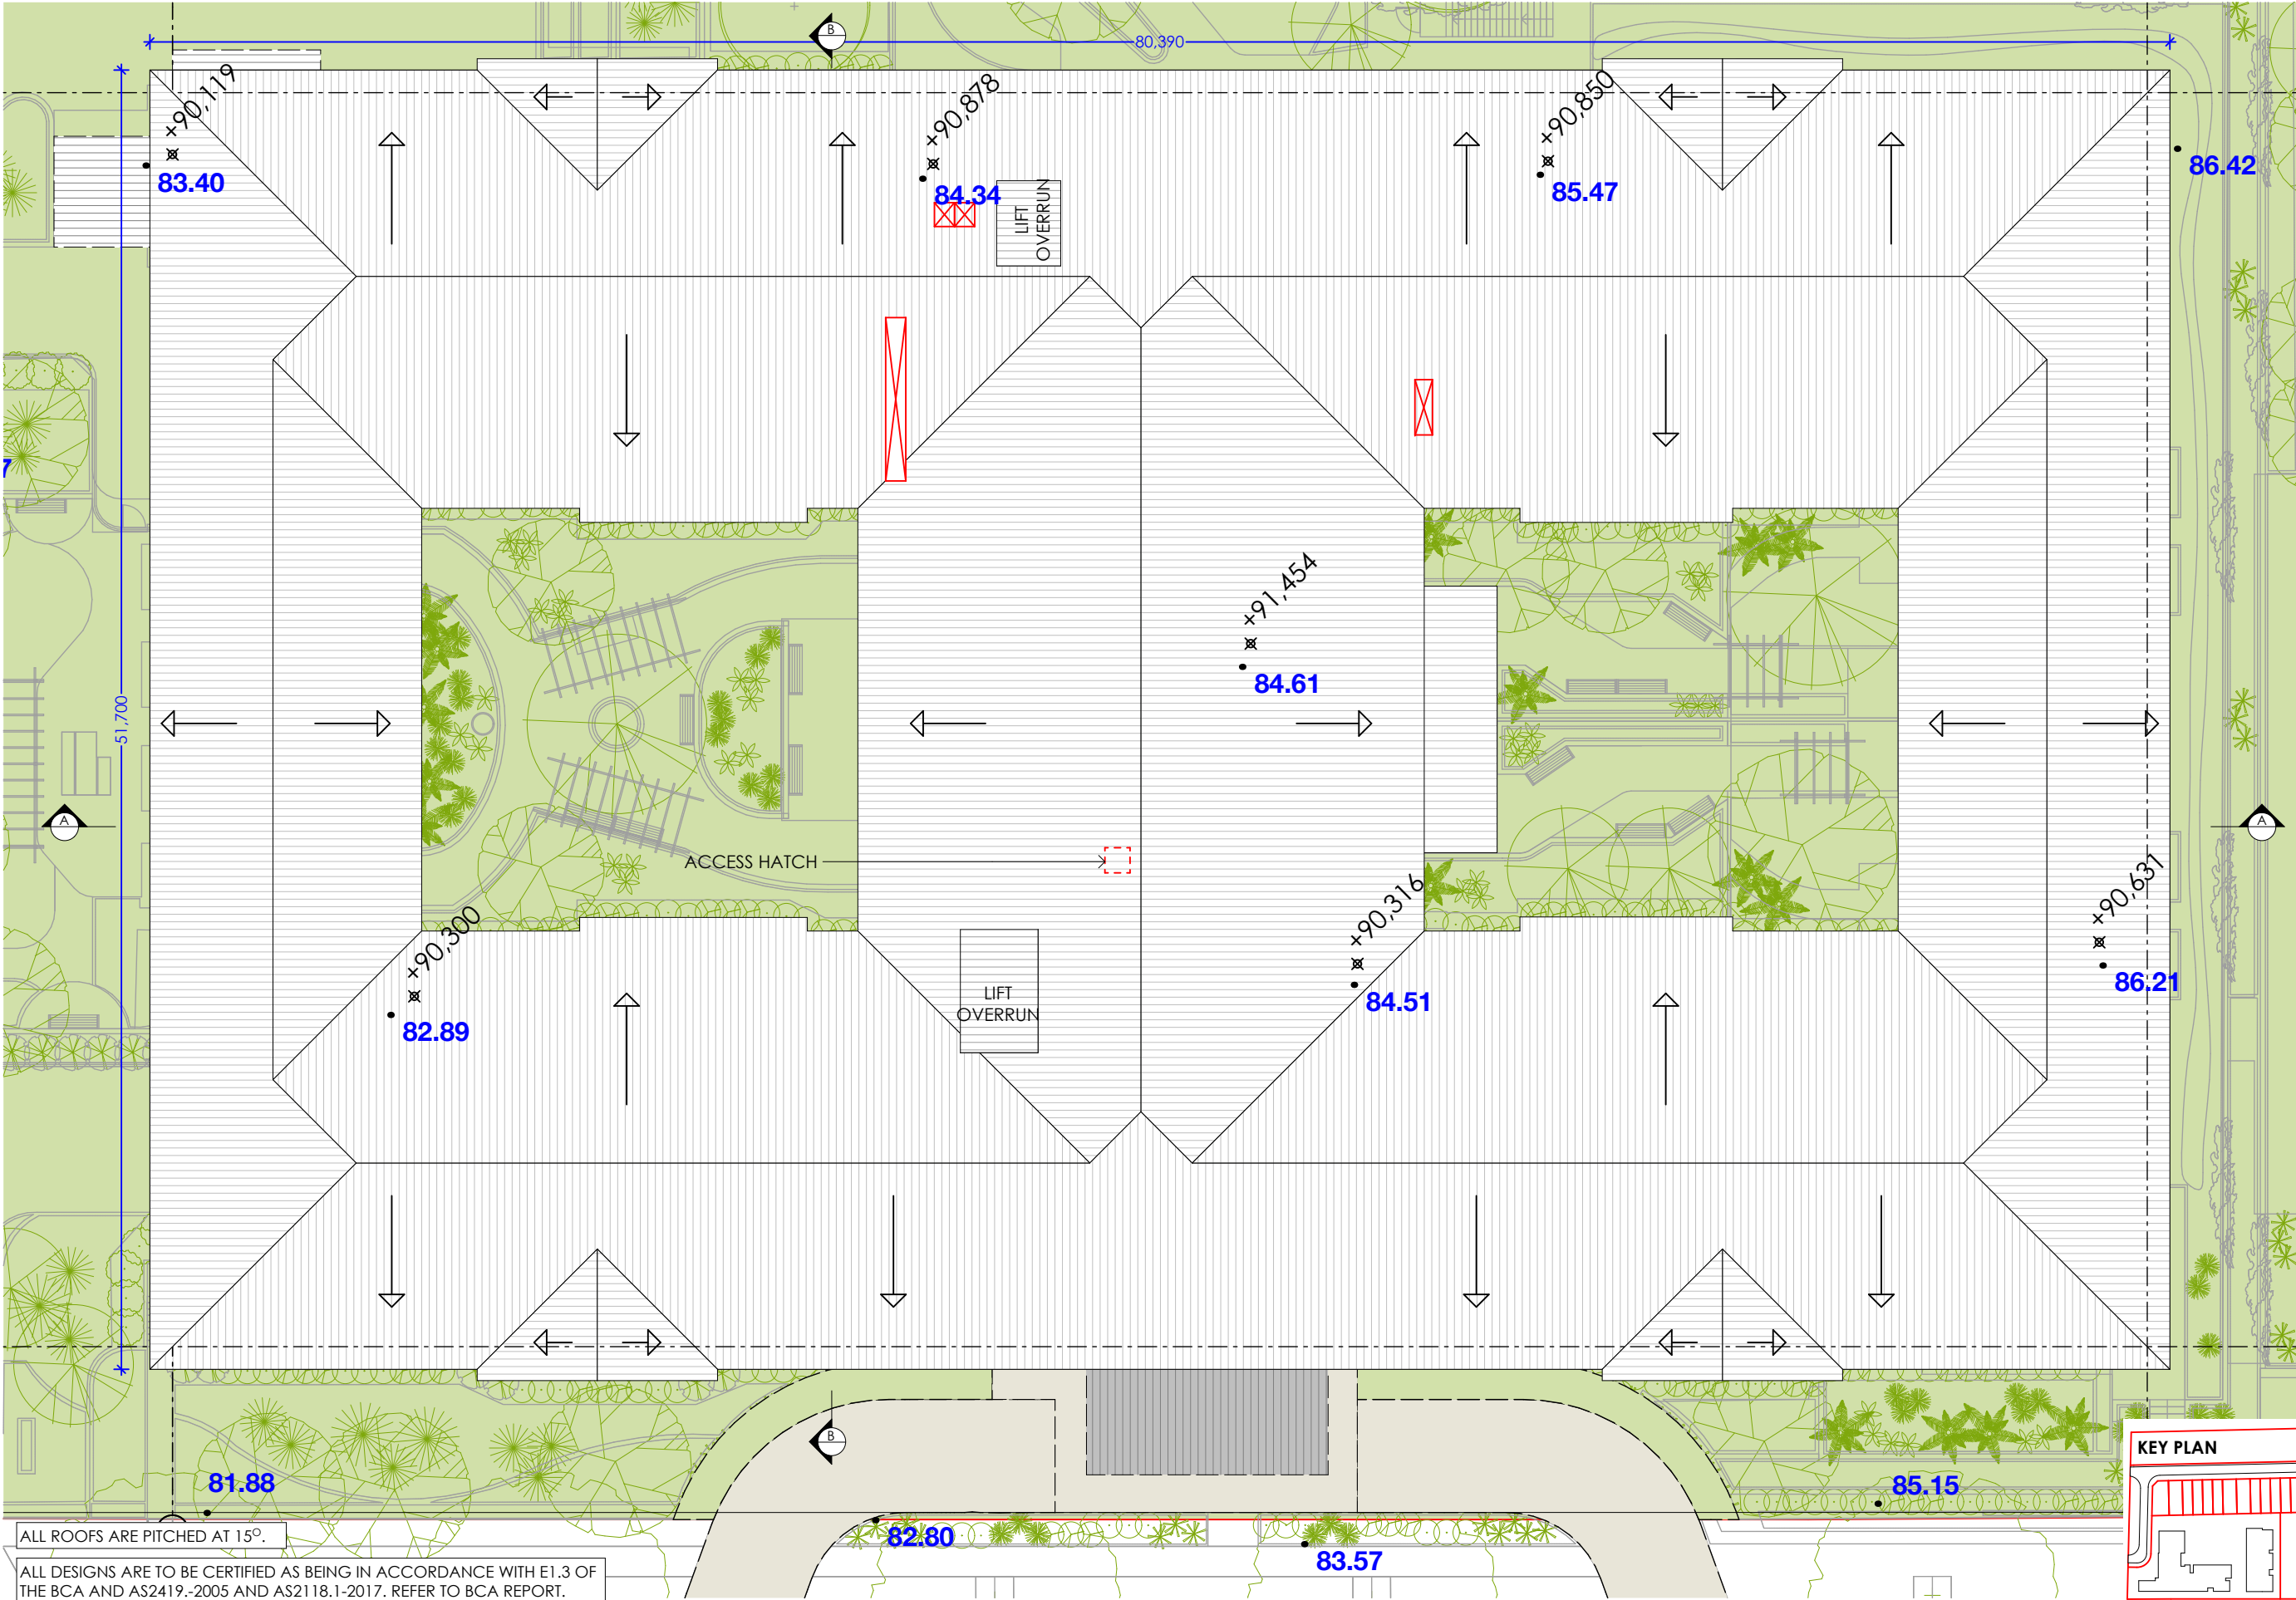 B
80,390
+90,119
83.40
+90,878
84.34
LIFT
OVERRUN
+90,850
85.47
86.42
7
51,700
+91,454
84.61
A
A
ACCESS HATCH
+90,300
82.89
LIFT
OVERRUN
+90,316
84.51
+90,631
86.21
B
KEY PLAN
81.88
85.15
82.80
83.57
ALL ROOFS ARE PITCHED AT 15°.
ALL DESIGNS ARE TO BE CERTIFIED AS BEING IN ACCORDANCE WITH E1.3 OF
THE BCA AND AS2419.-2005 AND AS2118.1-2017. REFER TO BCA REPORT.